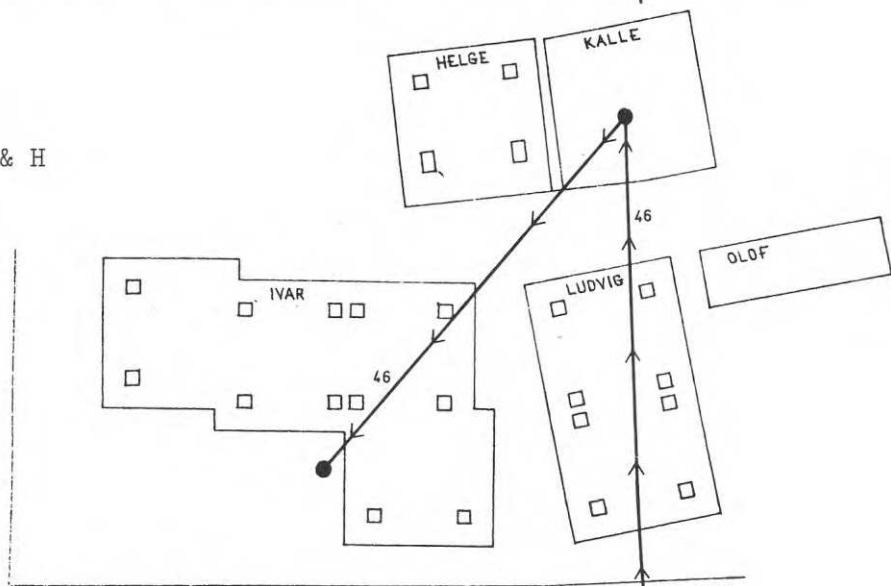 KALLE
HELGE
& H
46
OLOF
LUDVIG
IVAR
46